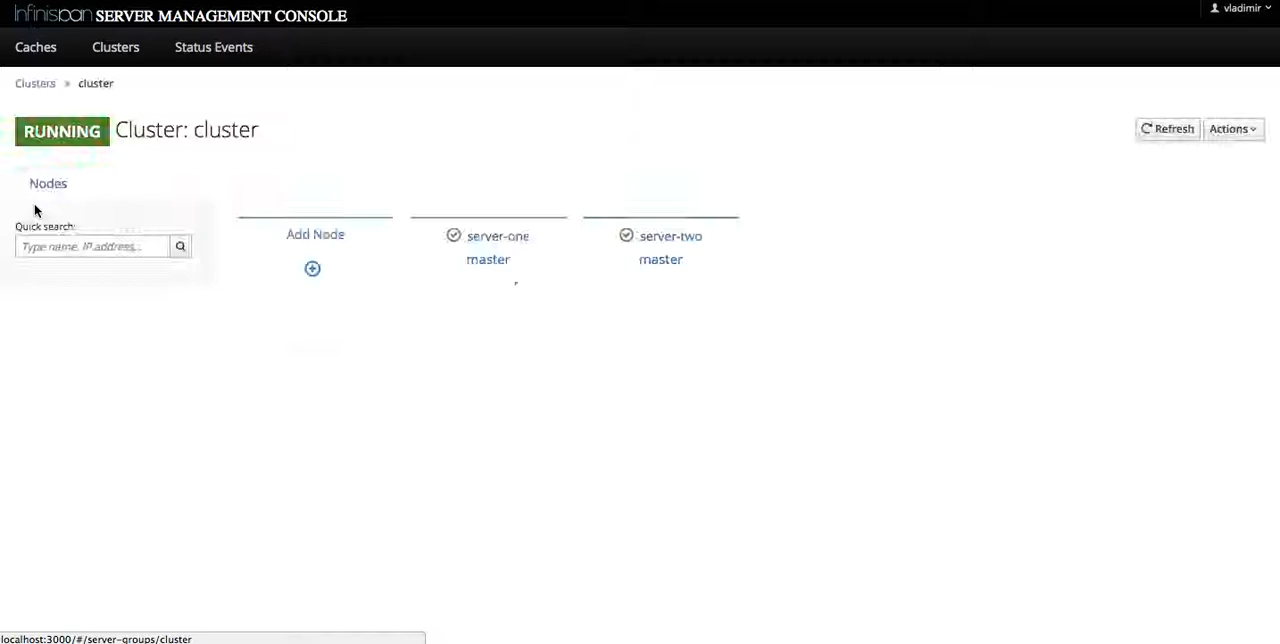 Infinispan SERVER MANAGEMENT CONSOLE
vladimir
Caches Clusters Status Events
Clusters » cluster
RUNNING Cluster: cluster
Refresh Actions
Nodes
Quick search:
Type name, IP address...
Add Node
server-one
master
server-two
master
localhost:3000/#/server-groups/cluster